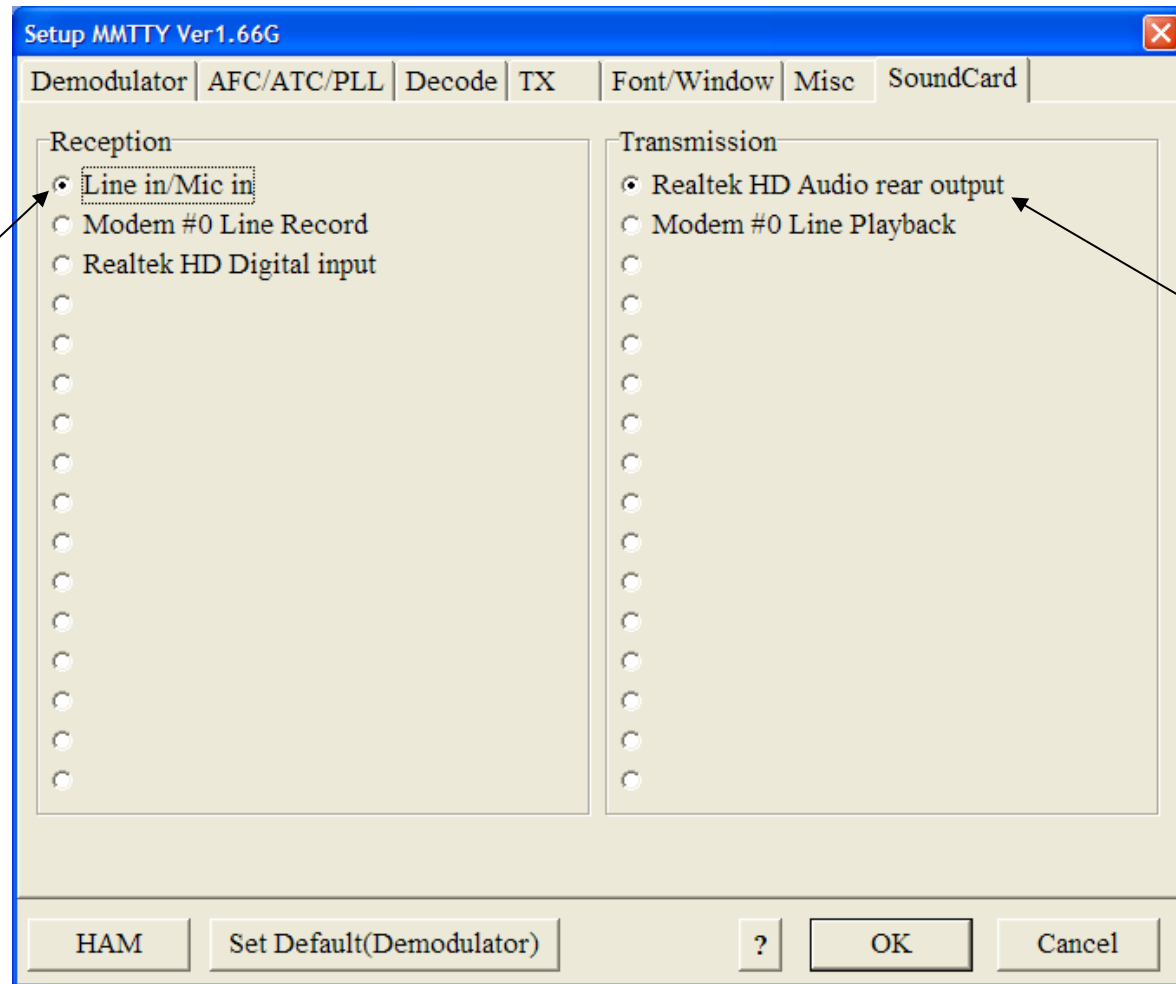 Setup MMTTY Ver1.66G
Demodulator AFC/ATC/PLL Decode TX Font/Window Misc SoundCard
Reception
Line in/Mic in
Modem #0 Line Record
Realtek HD Digital input
Transmission
Realtek HD Audio rear output
Modem #0 Line Playback
HAM Set Default(Demodulator) ? OK Cancel